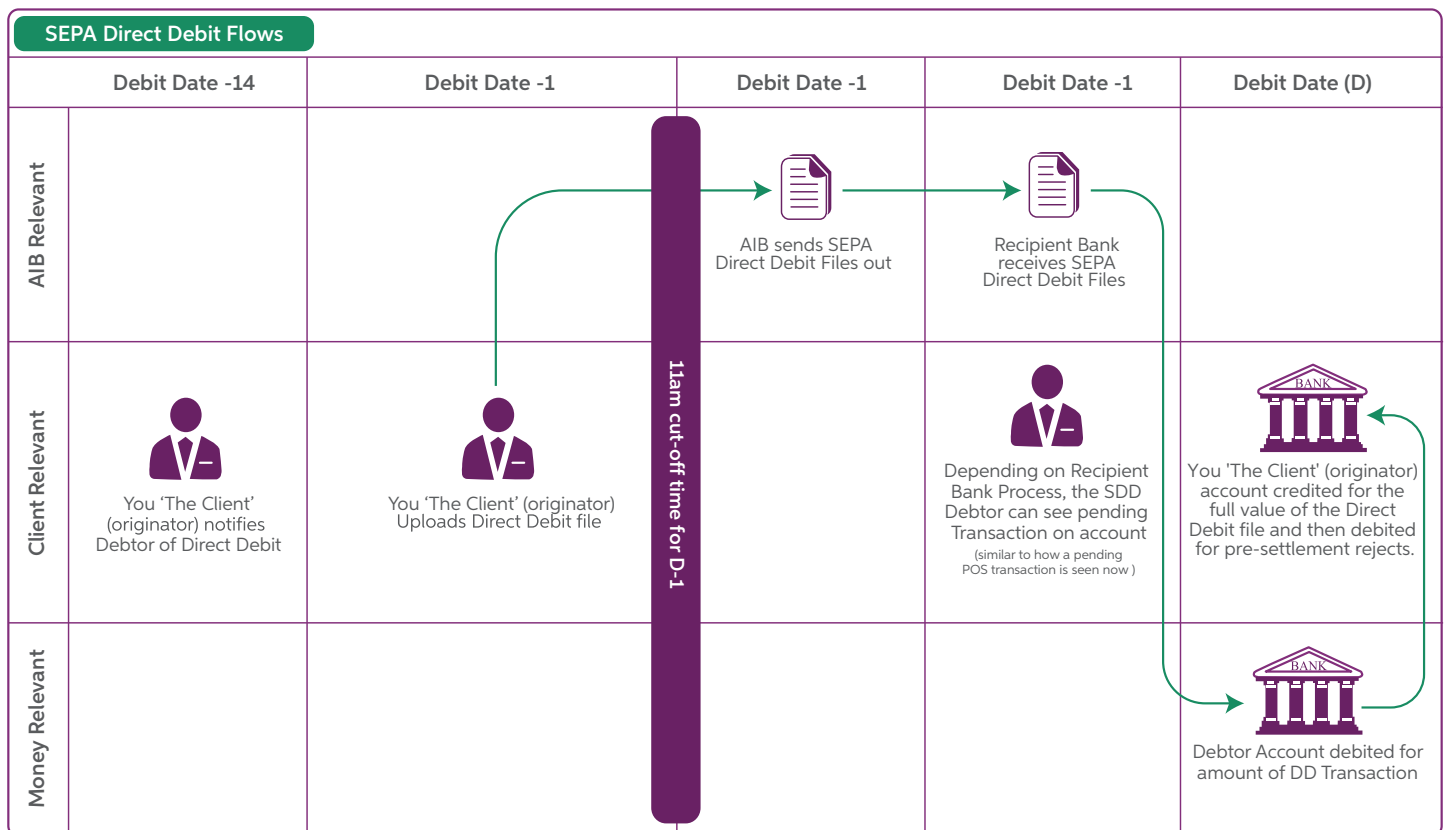 SEPA Direct Debit Flows
Debit Date -14
Debit Date -1
Debit Date -1
Debit Date -1
Debit Date (D)
AIB Relevant
AIB sends SEPA
Direct Debit Files out
Recipient Bank
receives SEPA
Direct Debit Files
11am cut-off time for D-1
Client Relevant
You ‘The Client’
(originator) notifies
Debtor of Direct Debit
You ‘The Client’ (originator)
Uploads Direct Debit file
Depending on Recipient
Bank Process, the SDD
Debtor can see pending
Transaction on account
(similar to how a pending
POS transaction is seen now )
BANK
You 'The Client' (originator)
account credited for the
full value of the Direct
Debit file and then debited
for pre-settlement rejects.
Money Relevant
BANK
Debtor Account debited for
amount of DD Transaction